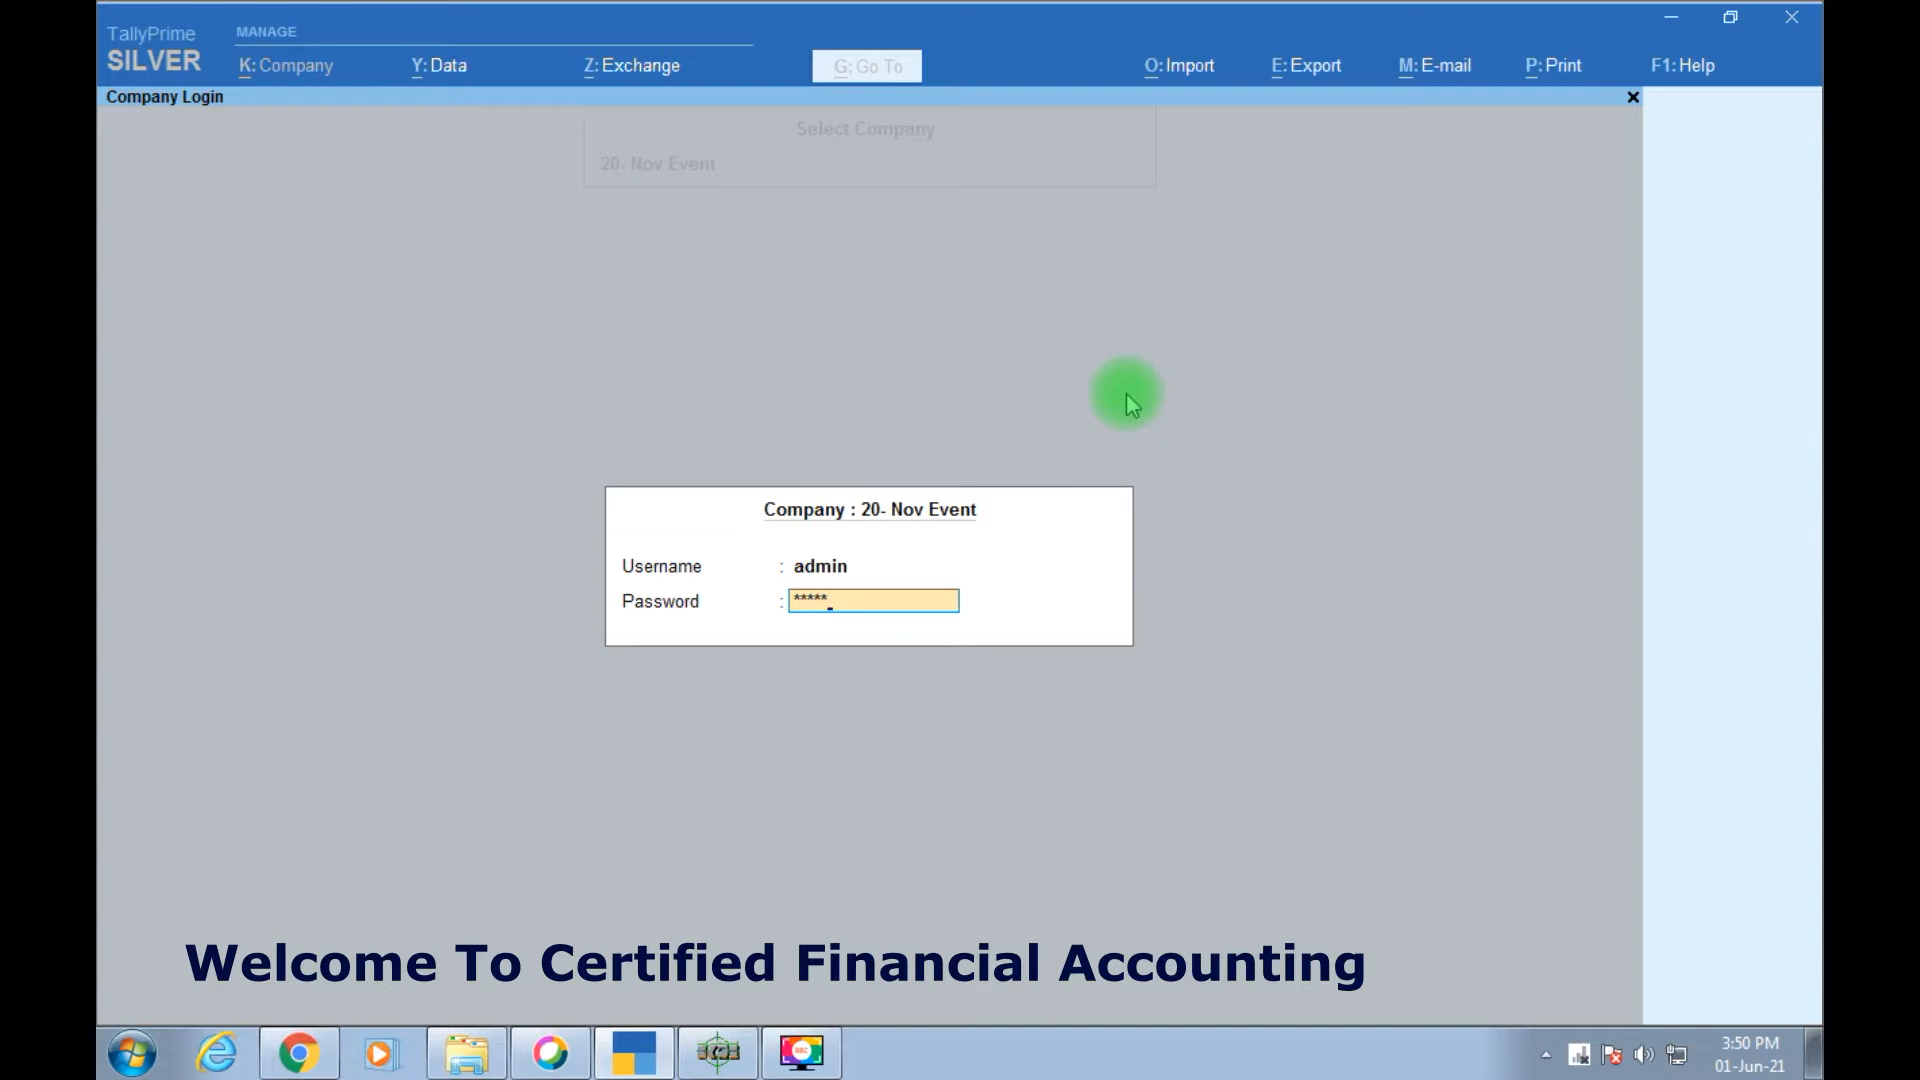 TallyPrime
SILVER
MANAGE
K: Company
Y: Data
Z: Exchange
G: Go To
O: Import
E: Export
M: E-mail
P: Print
F1: Help
Company Login
Select Company
20- Nov Event
Company : 20- Nov Event
Username : admin
Password : *****
Welcome To Certified Financial Accounting
3:50 PM
01-Jun-21